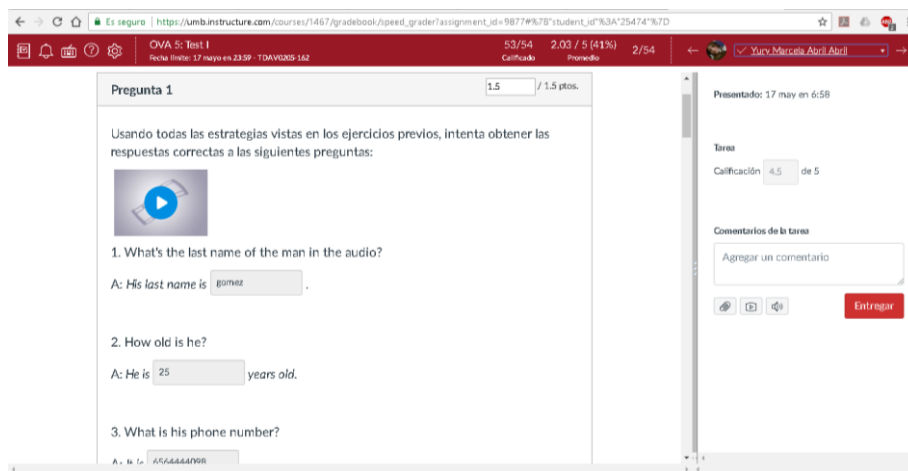 Es seguro | https://umb.instructure.com/courses/1467/gradebook/speed_grader?assignment_id=9877#%7B"student_id"%3A"25474"%7D
OVA 5: Test I
Fecha límite: 17 mayo en 23:59 - TDAV0205-162
53/54
Calificado
2.03 / 5 (41%)
Promedio
2/54
Yury Marcela Abril Abril
Pregunta 1
1.5 / 1.5 ptos.
Usando todas las estrategias vistas en los ejercicios previos, intenta obtener las
respuestas correctas a las siguientes preguntas:
1. What's the last name of the man in the audio?
A: His last name is gomez .
2. How old is he?
A: He is 25 years old.
3. What is his phone number?
A: It is
Presentado: 17 may en 6:58
Tarea
Calificación 4.5 de 5
Comentarios de la tarea
Agregar un comentario
Entregar